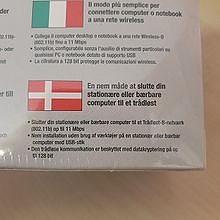 Il modo più semplice per
connettere computer o notebook
a una rete wireless
• Collega il computer desktop o notebook a una rete Wireless-B
(802.11b) fino a 11 Mbps
• Semplice, configurabile senza l'ausilio di strumenti particolari su
qualsiasi PC o notebook dotato di supporto USB
• La cifratura a 128 bit protegge le comunicazioni wireless.
En nem måde at slutte din
stationære eller bærbare
computer til et trådløst
• Slutter din stationære eller bærbare computer til et Trådløst-B-netværk
(802.11b) op til 11 Mbps
• Nem installation uden brug af værktøjer på en stationær eller bærbar
computer med USB-stik
• Den trådløse kommunikation er beskyttet med datakryptering på op
til 128 bit